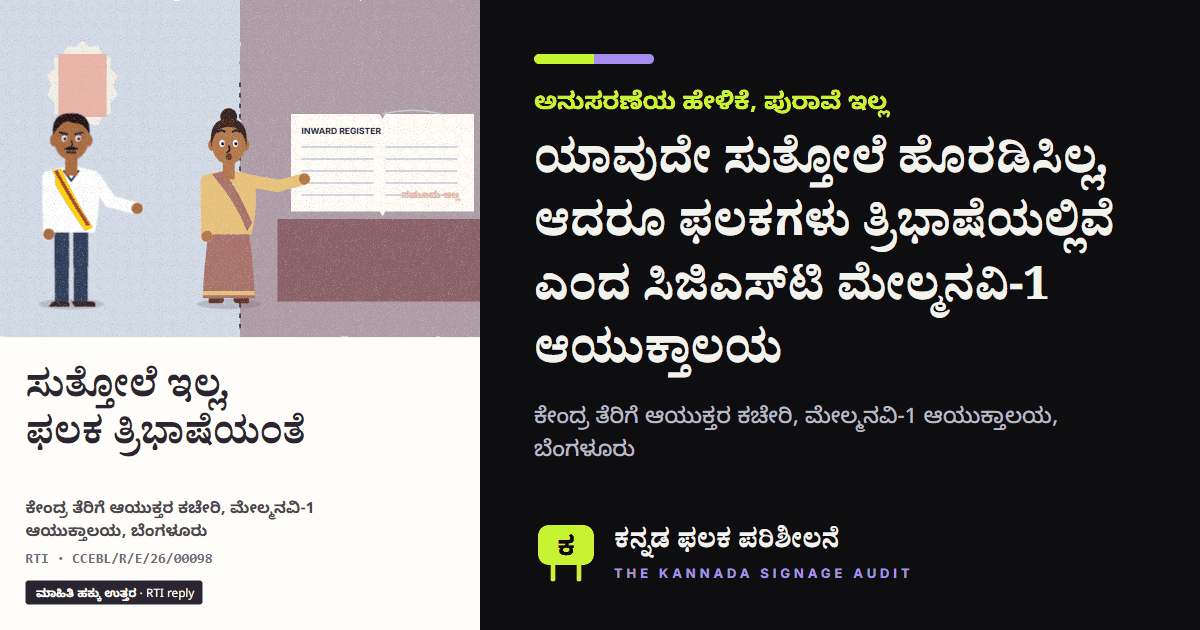 INWARD REGISTER
ನಮೂದು ಇಲ್ಲ
ಸುತ್ತೋಲೆ ಇಲ್ಲ,
ಫಲಕ ತ್ರಿಭಾಷೆಯಂತೆ
ಕೇಂದ್ರ ತೆರಿಗೆ ಆಯುಕ್ತರ ಕಚೇರಿ, ಮೇಲ್ಮನವಿ-1
ಆಯುಕ್ತಾಲಯ, ಬೆಂಗಳೂರು
RTI · CCEBL/R/E/26/00098
ಮಾಹಿತಿ ಹಕ್ಕು ಉತ್ತರ · RTI reply
ಅನುಸರಣೆಯ ಹೇಳಿಕೆ, ಪುರಾವೆ ಇಲ್ಲ
ಯಾವುದೇ ಸುತ್ತೋಲೆ ಹೊರಡಿಸಿಲ್ಲ,
ಆದರೂ ಫಲಕಗಳು ತ್ರಿಭಾಷೆಯಲ್ಲಿವೆ
ಎಂದ ಸಿಜಿಎಸ್‌ಟಿ ಮೇಲ್ಮನವಿ-1
ಆಯುಕ್ತಾಲಯ
ಕೇಂದ್ರ ತೆರಿಗೆ ಆಯುಕ್ತರ ಕಚೇರಿ, ಮೇಲ್ಮನವಿ-1 ಆಯುಕ್ತಾಲಯ,
ಬೆಂಗಳೂರು
ಕ
ಕನ್ನಡ ಫಲಕ ಪರಿಶೀಲನೆ
THE KANNADA SIGNAGE AUDIT